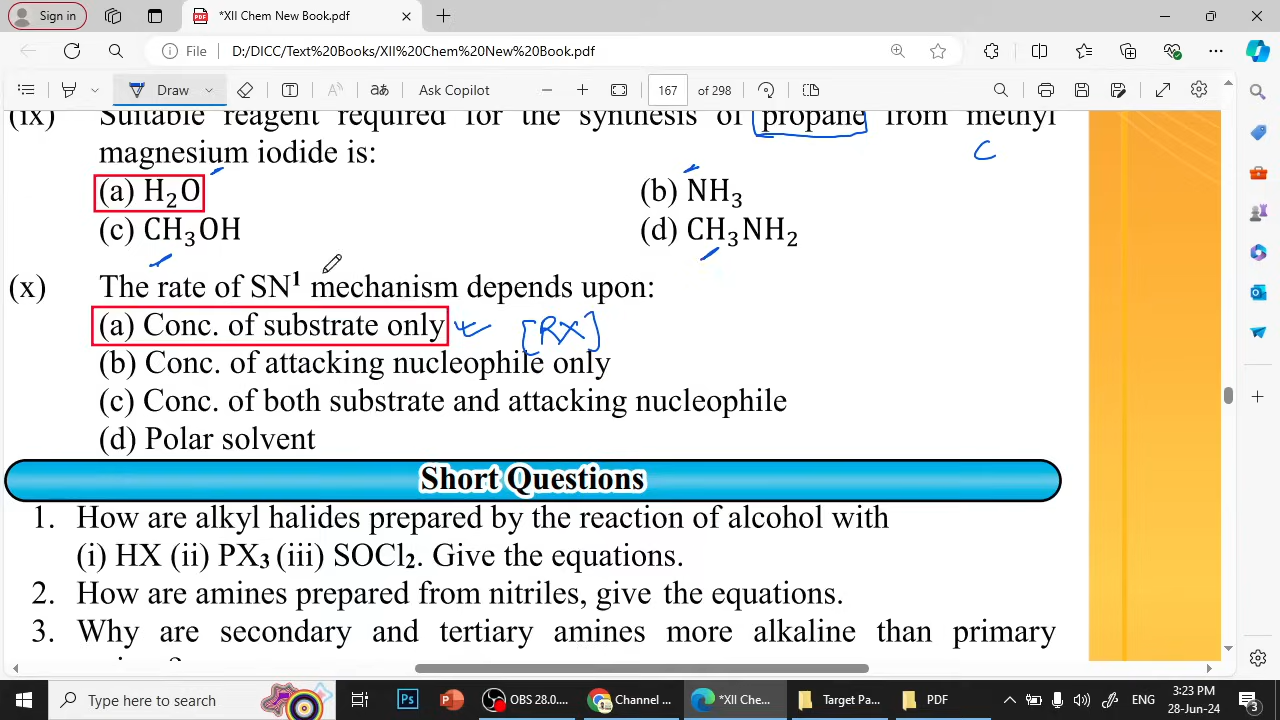 Sign in
*XII Chem New Book.pdf
File
D:/DICC/Text%20Books/XII%20Chem%20New%20Book.pdf
Draw
Ask Copilot
167 of 298
(ix) Suitable reagent required for the synthesis of propane from methyl
C
magnesium iodide is:
(a) H₂O (b) NH₃
(c) CH₃OH (d) CH₃NH₂
(x) The rate of SN¹ mechanism depends upon:
(a) Conc. of substrate only [RX]
(b) Conc. of attacking nucleophile only
(c) Conc. of both substrate and attacking nucleophile
(d) Polar solvent
Short Questions
1. How are alkyl halides prepared by the reaction of alcohol with
(i) HX (ii) PX₃ (iii) SOCl₂. Give the equations.
2. How are amines prepared from nitriles, give the equations.
3. Why are secondary and tertiary amines more alkaline than primary
Type here to search
Ps
OBS 28.0....
Channel ...
*XII Che...
Target Pa...
PDF
ENG
3:23 PM
28-Jun-24
3